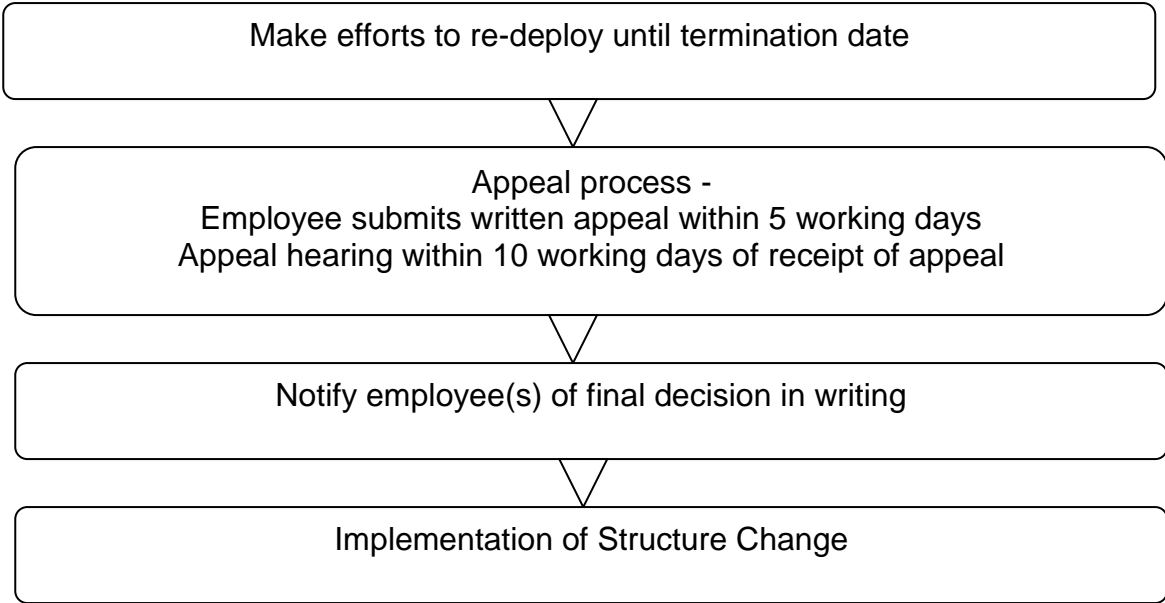 Make efforts to re-deploy until termination date
Appeal process -
Employee submits written appeal within 5 working days
Appeal hearing within 10 working days of receipt of appeal
Notify employee(s) of final decision in writing
Implementation of Structure Change